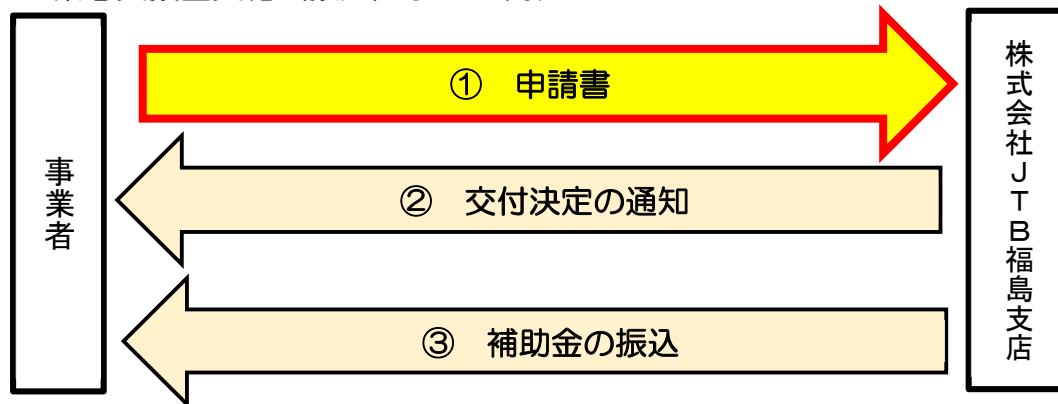 ① 申請書
事業者
② 交付決定の通知
③ 補助金の振込
株式会社JTB福島支店